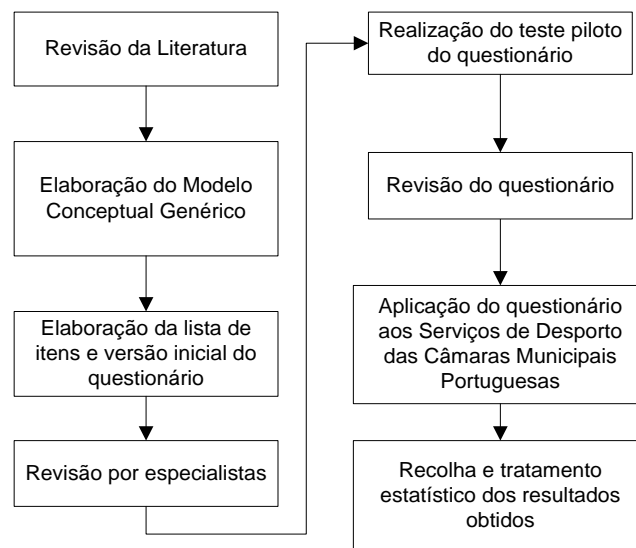 Revisão da Literatura
Elaboração do Modelo
Conceptual Genérico
Elaboração da lista de
itens e versão inicial do
questionário
Revisão por especialistas
Realização do teste piloto
do questionário
Revisão do questionário
Aplicação do questionário
aos Serviços de Desporto
das Câmaras Municipais
Portuguesas
Recolha e tratamento
estatístico dos resultados
obtidos